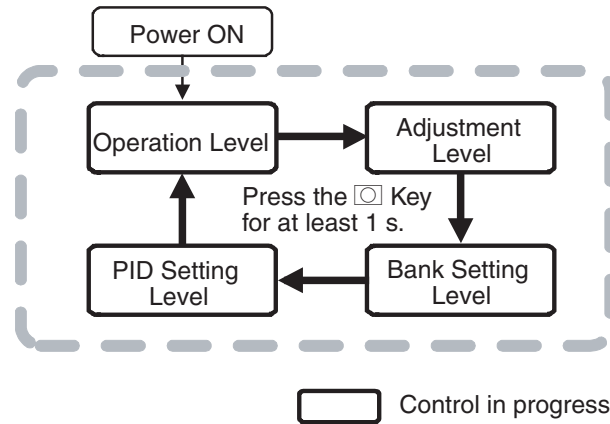 Power ON
Operation Level
Adjustment
Level
Press the Key
for at least 1 s.
PID Setting
Level
Bank Setting
Level
Control in progress